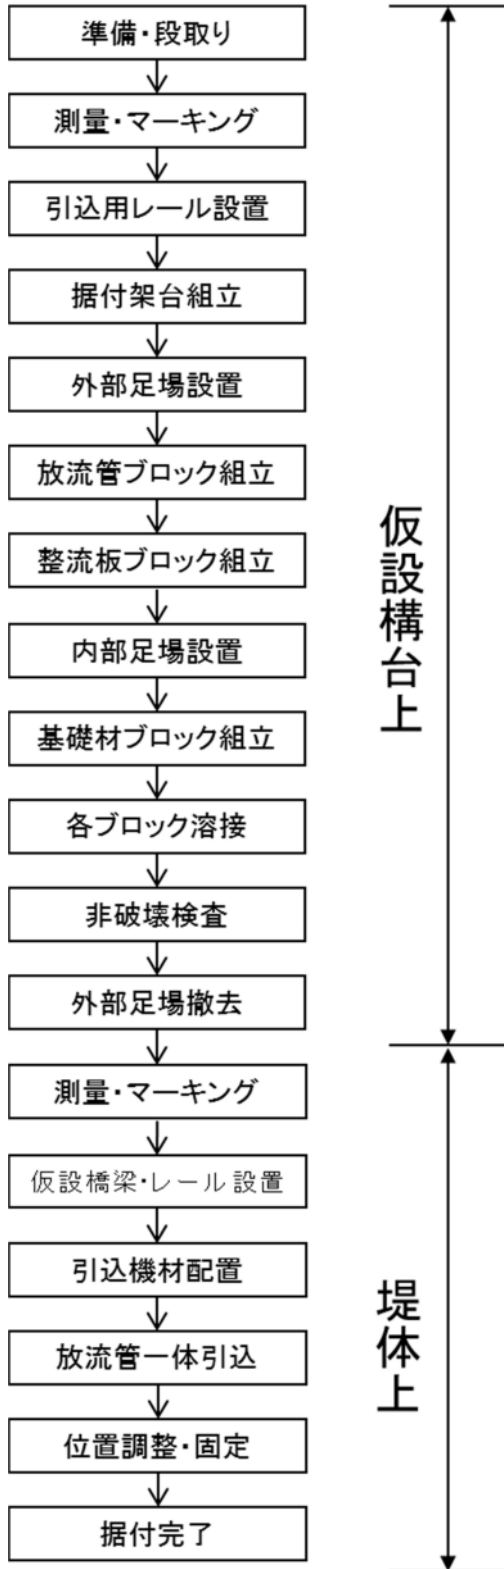 準備・段取り
測量・マーキング
引込用レール設置
据付架台組立
外部足場設置
放流管ブロック組立
整流板ブロック組立
内部足場設置
基礎材ブロック組立
各ブロック溶接
非破壊検査
外部足場撤去
測量・マーキング
仮設橋梁・レール設置
引込機材配置
放流管一体引込
位置調整・固定
据付完了
仮設構台上
堤体上